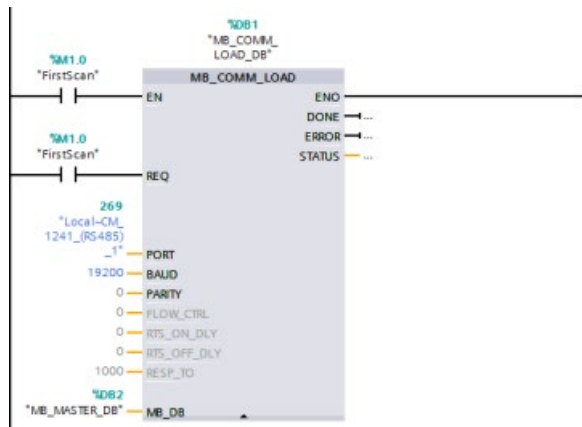 %DB1
"MB_COMM_
LOAD_DB"
%M1.0
"FirstScan"
MB_COMM_LOAD
EN
ENO
DONE
...
ERROR
...
STATUS
...
%M1.0
"FirstScan"
REQ
269
"Local~CM_
1241_(RS485)
_1"
PORT
19200
BAUD
0
PARITY
0
FLOW_CTRL
0
RTS_ON_DLY
0
RTS_OFF_DLY
1000
RESP_TO
%DB2
"MB_MASTER_DB"
MB_DB